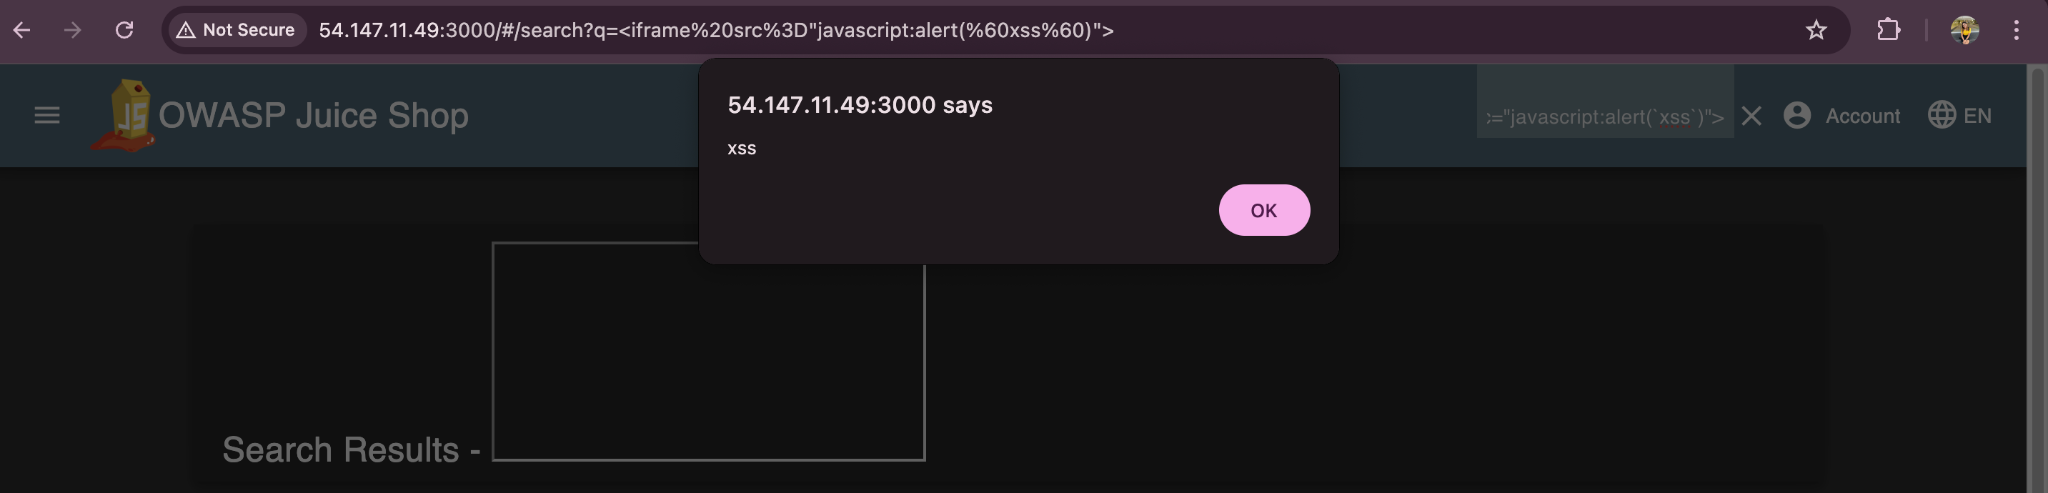 Not Secure 54.147.11.49:3000/#/search?q=<iframe%20src%3D"javascript:alert(%60xss%60)">
54.147.11.49:3000 says
xss
OK
JS OWASP Juice Shop ="javascript:alert(`xss`)"> Account EN
Search Results -